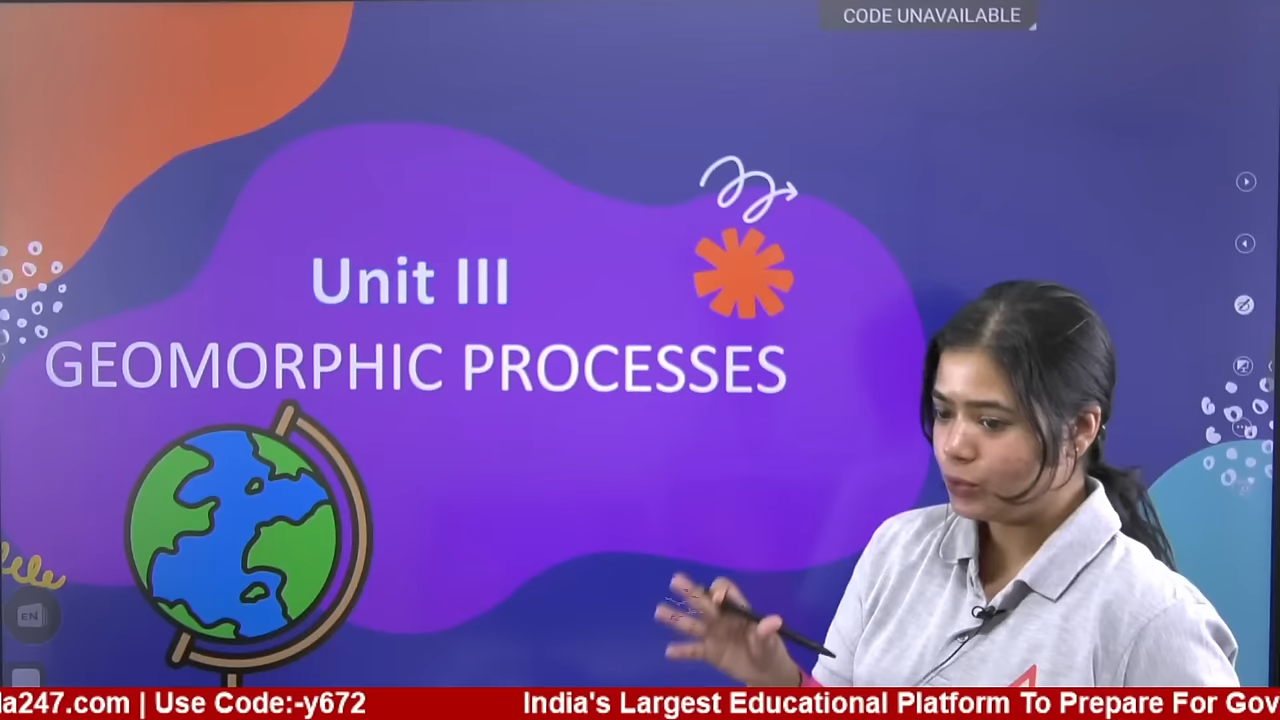 CODE UNAVAILABLE
Unit III
GEOMORPHIC PROCESSES
EN
la247.com | Use Code:-y672 India's Largest Educational Platform To Prepare For Gov